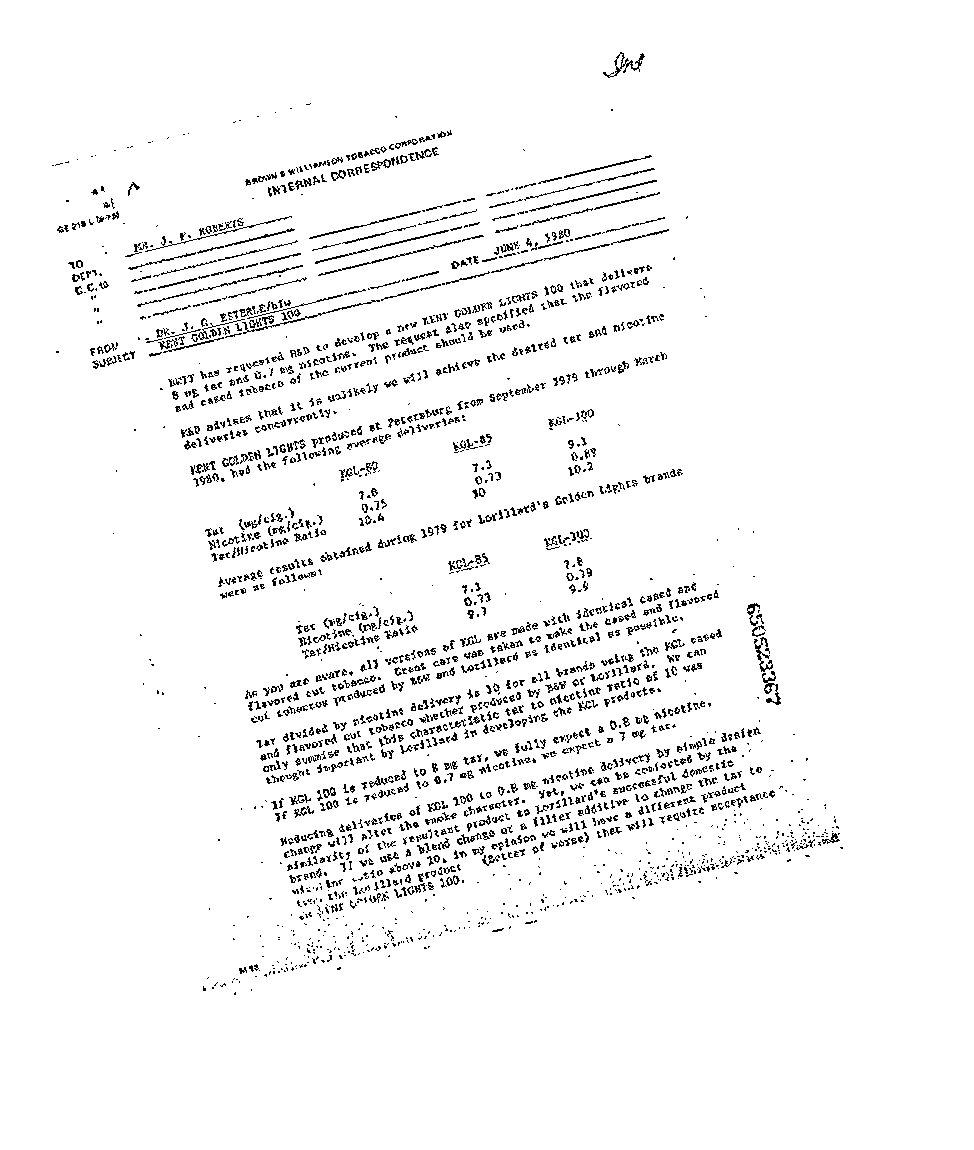 BROWN & WILLIAMSON TOBACCO CORPORATION
INTERNAL CORRESPONDENCE
TO MR. J. F. ROBERTS
DEPT.
C.C. to
"
"
DATE JUNE 4, 1980
FROM DR. J. G. ESTERLE/blw
SUBJECT KENT GOLDEN LIGHTS 100
has requested R&D to develop a new KENT GOLDEN LIGHTS 100 that delivers
8 mg tar and 0.7 mg nicotine. The request also specified that the flavored
and cased tobacco of the current product should be used.
R&D advises that it is unlikely we will achieve the desired tar and nicotine
deliveries concurrently.
KENT GOLDEN LIGHTS produced at Petersburg from September 1979 through March
1980, had the following average deliveries:
KGL-80 KGL-85 KGL-100
Tar (mg/cig.) 7.8 7.3 9.1
Nicotine (mg/cig.) 0.75 0.73 0.89
Tar/Nicotine Ratio 10.4 10 10.2
Average results obtained during 1979 for Lorillard's Golden Lights brands
were as follows:
KGL-85 KGL-100
Tar (mg/cig.) 7.1 7.8
Nicotine (mg/cig.) 0.73 0.79
Tar/Nicotine Ratio 9.7 9.9
As you are aware, all versions of KGL are made with identical cased and
flavored cut tobacco. Great care was taken to make the cased and flavored
cut tobaccos produced by B&W and Lorillard as identical as possible.
Tar divided by nicotine delivery is 10 for all brands using the KGL cased
and flavored cut tobacco whether produced by B&W or Lorillard. We can
only surmise that this characteristic tar to nicotine ratio of 10 was
thought important by Lorillard in developing the KGL products.
If KGL 100 is reduced to 8 mg tar, we fully expect a 0.8 mg nicotine.
If KGL 100 is reduced to 0.7 mg nicotine, we expect a 7 mg tar.
Reducing deliveries of KGL 100 to 0.8 mg nicotine delivery by simple design
change will alter the smoke character. Yet, we can be comforted by the
similarity of the resultant product to Lorillard's successful domestic
brand. If we use a blend change or a filter additive to change the tar to
nicotine ratio above 10, in my opinion we will have a different product
the Lorillard product (better or worse) that will require acceptance
LIGHTS 100.
650523367